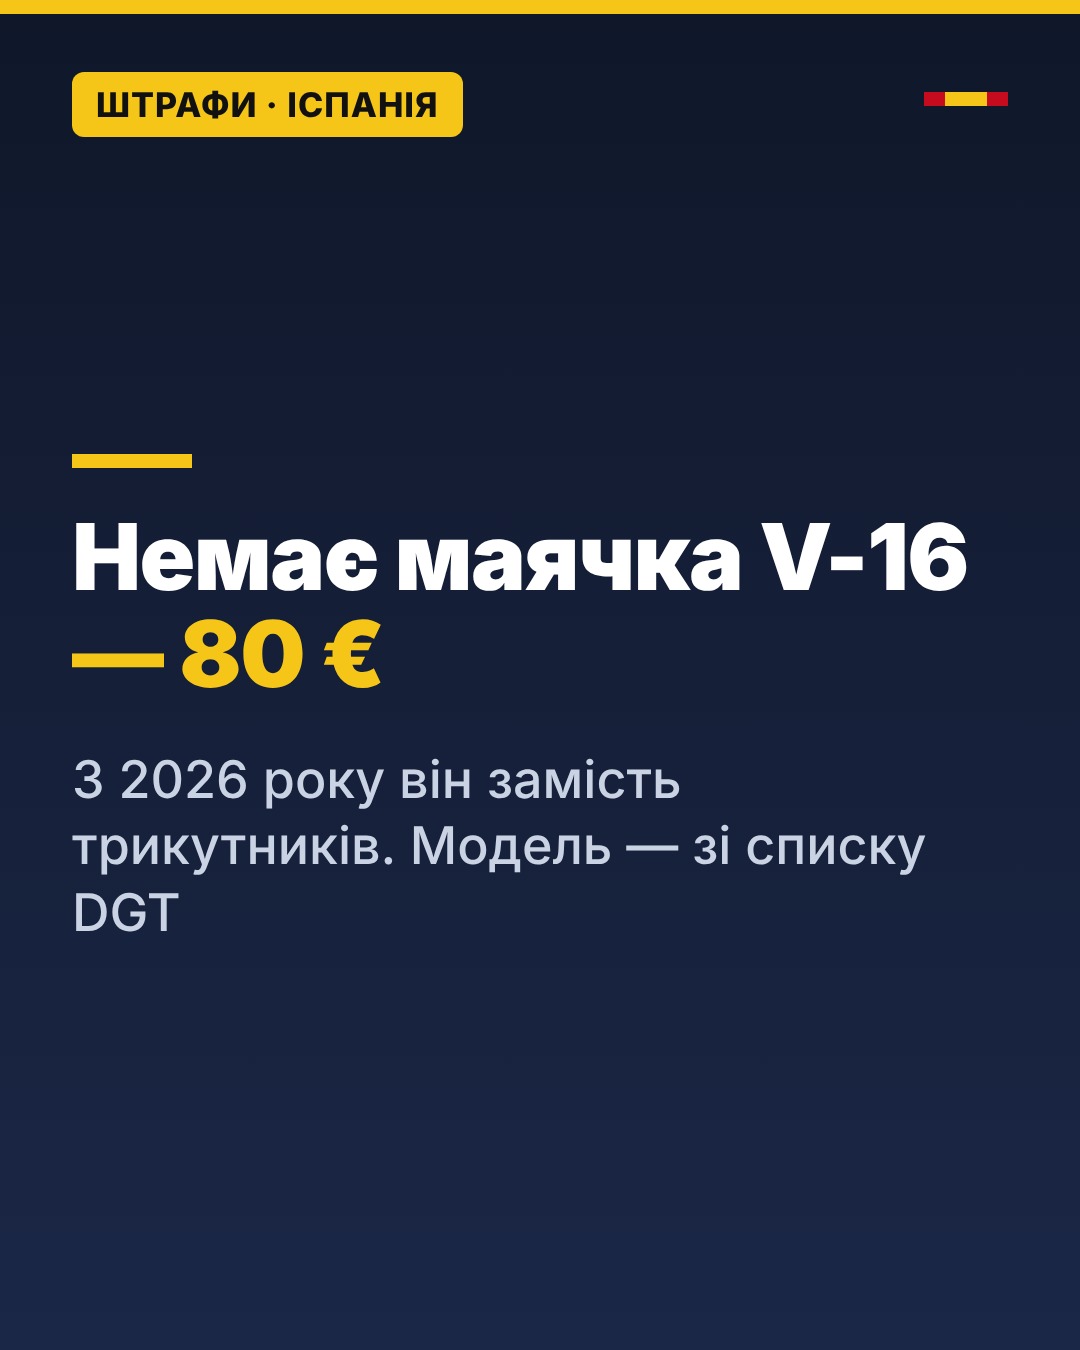 ШТРАФИ · ІСПАНІЯ
Немає маячка V-16
— 80 €
З 2026 року він замість
трикутників. Модель — зі списку
DGT